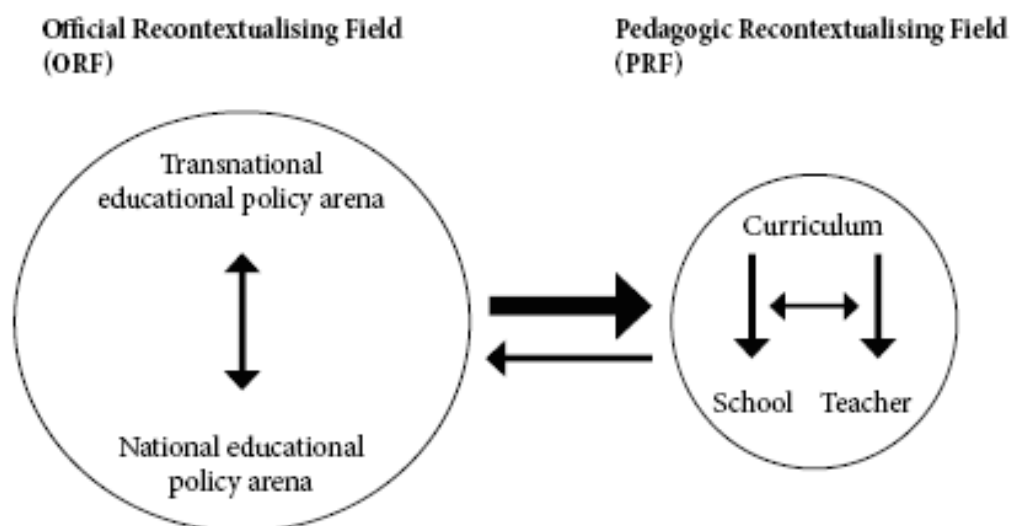 Official Recontextualising Field
(ORF)
Pedagogic Recontextualising Field
(PRF)
Transnational
educational policy arena
National educational
policy arena
Curriculum
School
Teacher